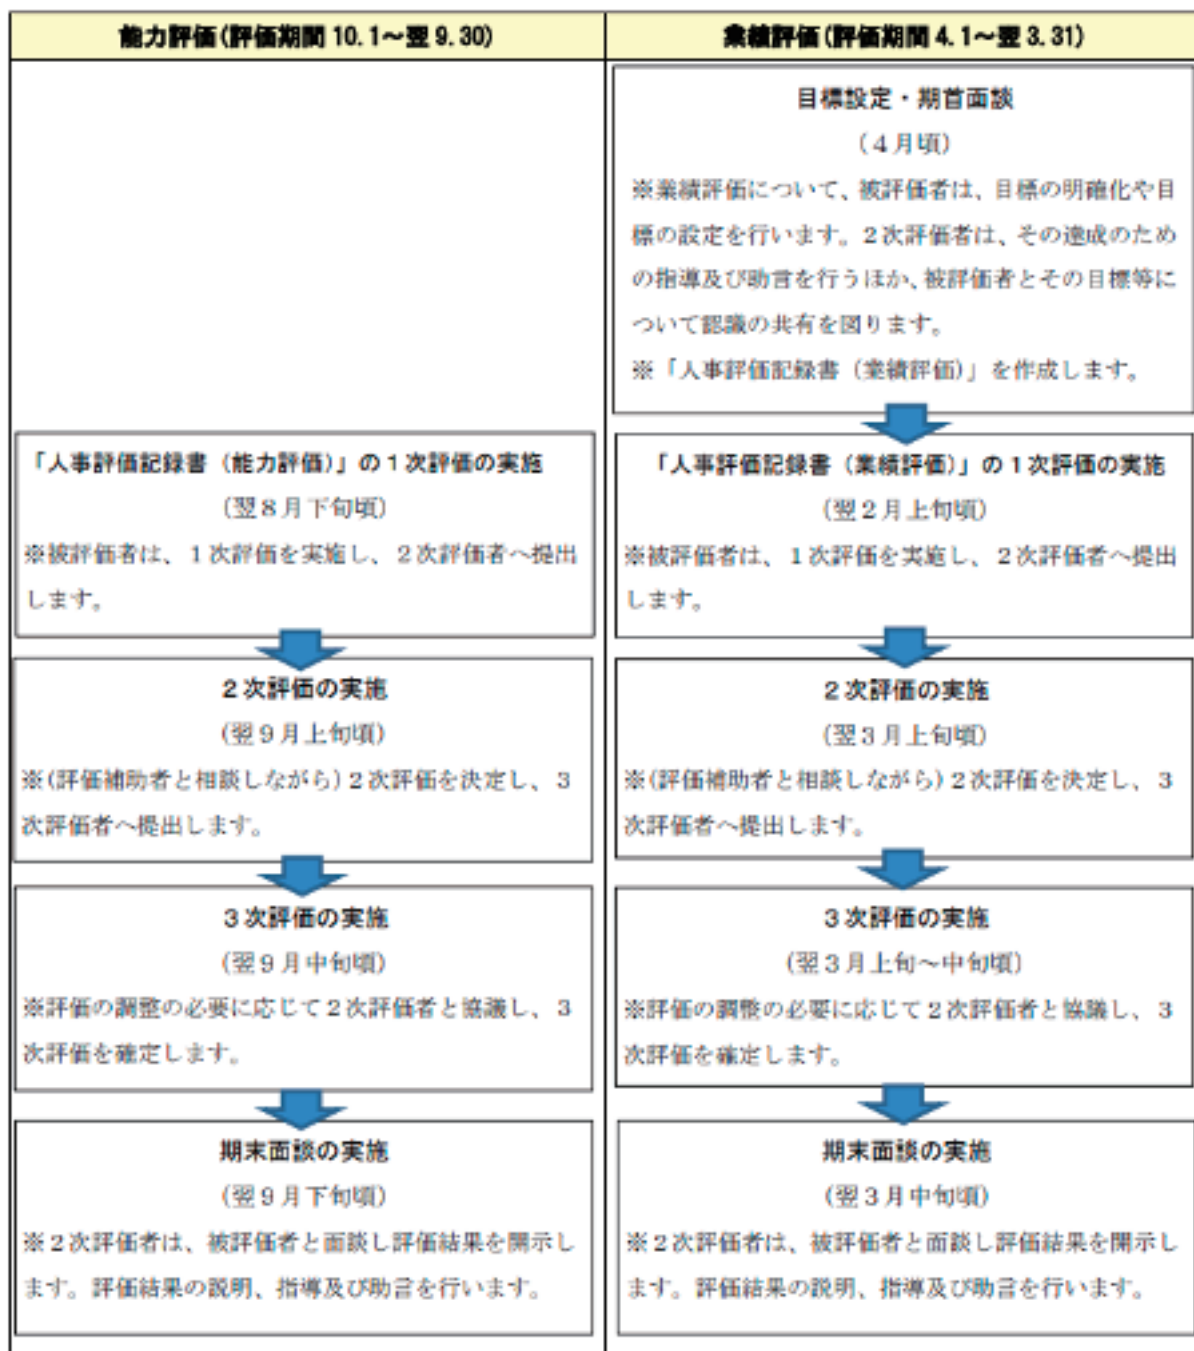 能力評価(評価期間 10.1～翌 9.30)
業績評価(評価期間 4.1～翌 3.31)
目標設定・期首面談
（４月頃）
※業績評価について、被評価者は、目標の明確化や目
標の設定を行います。２次評価者は、その達成のため
の指導及び助言を行うほか、被評価者とその目標等に
ついて認識の共有を図ります。
※「人事評価記録書（業績評価)」を作成します。
「人事評価記録書（能力評価)」の１次評価の実施
(翌８月下旬頃)
※被評価者は、１次評価を実施し、２次評価者へ提出
します。
２次評価の実施
(翌９月上旬頃)
※(評価補助者と相談しながら)２次評価を決定し、３
次評価者へ提出します。
３次評価の実施
(翌９月中旬頃)
※評価の調整の必要に応じて２次評価者と協議し、３
次評価を確定します。
期末面談の実施
(翌９月下旬頃)
※２次評価者は、被評価者と面談し評価結果を開示し
ます。評価結果の説明、指導及び助言を行います。
「人事評価記録書（業績評価)」の１次評価の実施
(翌２月上旬頃)
※被評価者は、１次評価を実施し、２次評価者へ提出
します。
２次評価の実施
(翌３月上旬頃)
※(評価補助者と相談しながら)２次評価を決定し、３
次評価者へ提出します。
３次評価の実施
(翌３月上旬～中旬頃)
※評価の調整の必要に応じて２次評価者と協議し、３
次評価を確定します。
期末面談の実施
(翌３月中旬頃)
※２次評価者は、被評価者と面談し評価結果を開示し
ます。評価結果の説明、指導及び助言を行います。